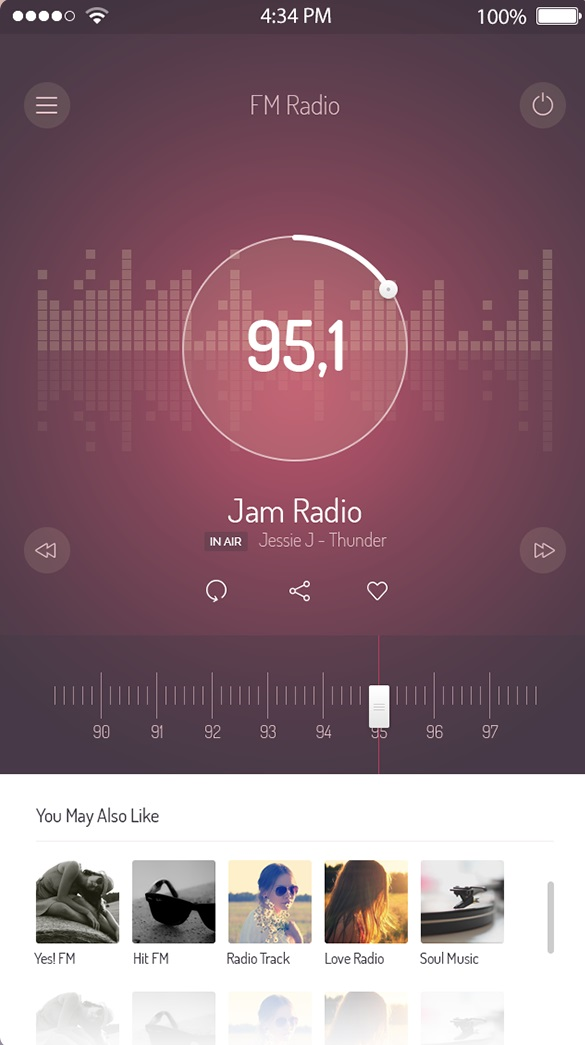 4:34 PM 100%
FM Radio
95,1
Jam Radio
IN AIR Jessie J - Thunder
90 91 92 93 94 95 96 97
You May Also Like
Yes! FM Hit FM Radio Track Love Radio Soul Music